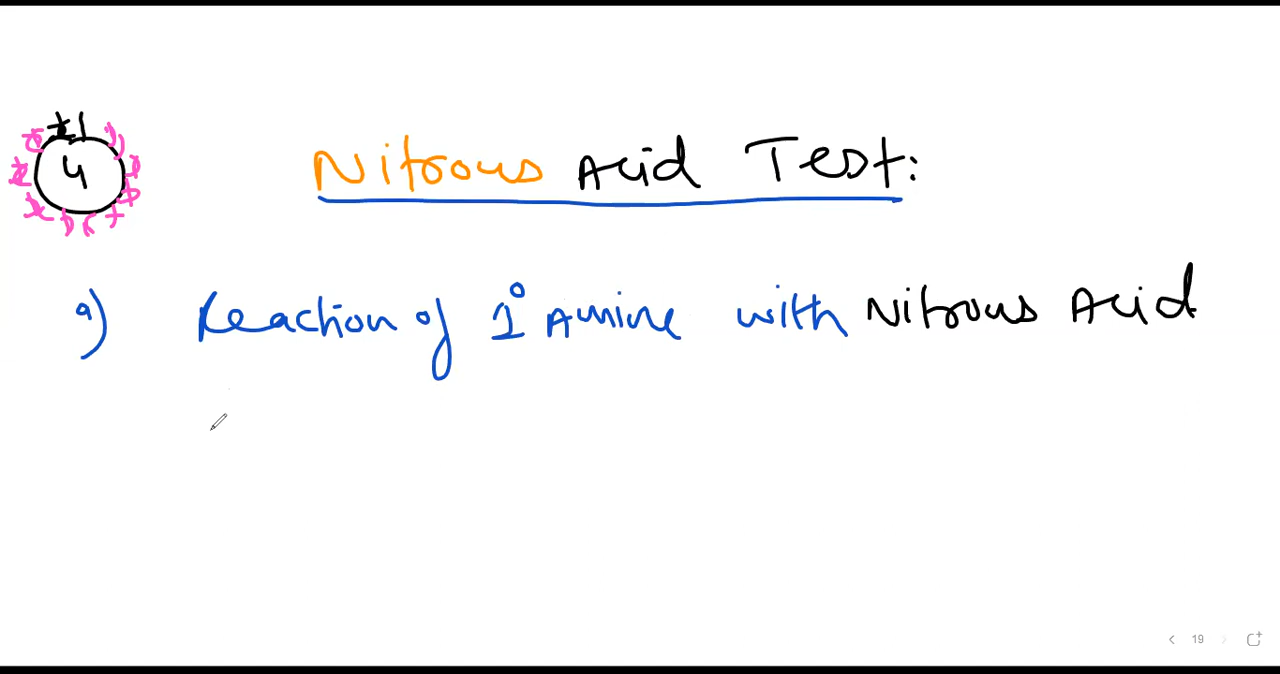 4
Nitrous Acid Test:
a) Reaction of 1° Amine with Nitrous Acid
19